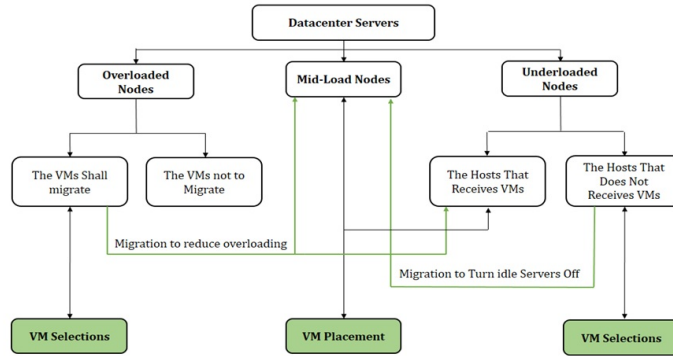 Datacenter Servers
Overloaded
Nodes
Mid-Load Nodes
Underloaded
Nodes
The VMs Shall
migrate
The VMs not to
Migrate
The Hosts That
Receives VMs
The Hosts That
Does Not
Receives VMs
Migration to reduce overloading
Migration to Turn idle Servers Off
VM Selections
VM Placement
VM Selections